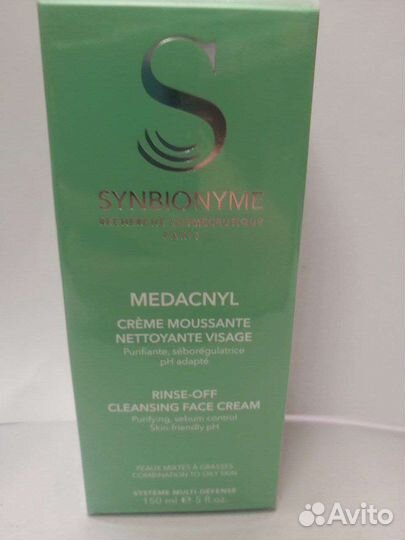 S
SYNBIONYME
RECHERCHE
PARIS
MEDACNYL
CRÈME MOUSSANTE
NETTOYANTE VISAGE
Purifiante, séborégulatrice
pH adapté
RINSE-OFF
CLEANSING FACE CREAM
Purifying, sebum control
Skin-friendly pH
PEAUX MIXTES À GRASSES
COMBINATION TO OILY SKIN
SYSTÈME MULTI-DÉFENSE
150 ml e 5 fl.oz.
Avito